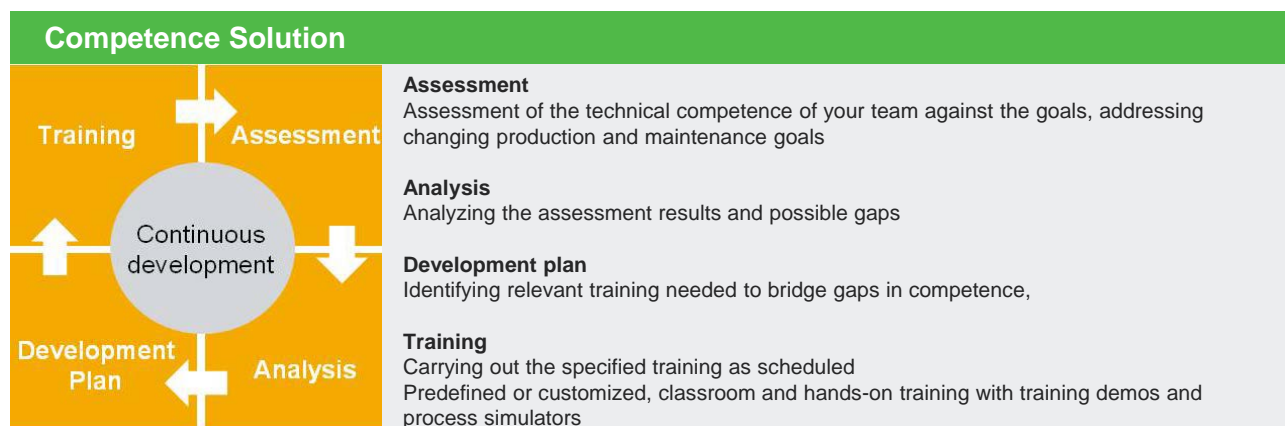 Competence Solution
Training
Assessment
Continuous
development
Development
Plan
Analysis
Assessment
Assessment of the technical competence of your team against the goals, addressing
changing production and maintenance goals
Analysis
Analyzing the assessment results and possible gaps
Development plan
Identifying relevant training needed to bridge gaps in competence,
Training
Carrying out the specified training as scheduled
Predefined or customized, classroom and hands-on training with training demos and
process simulators